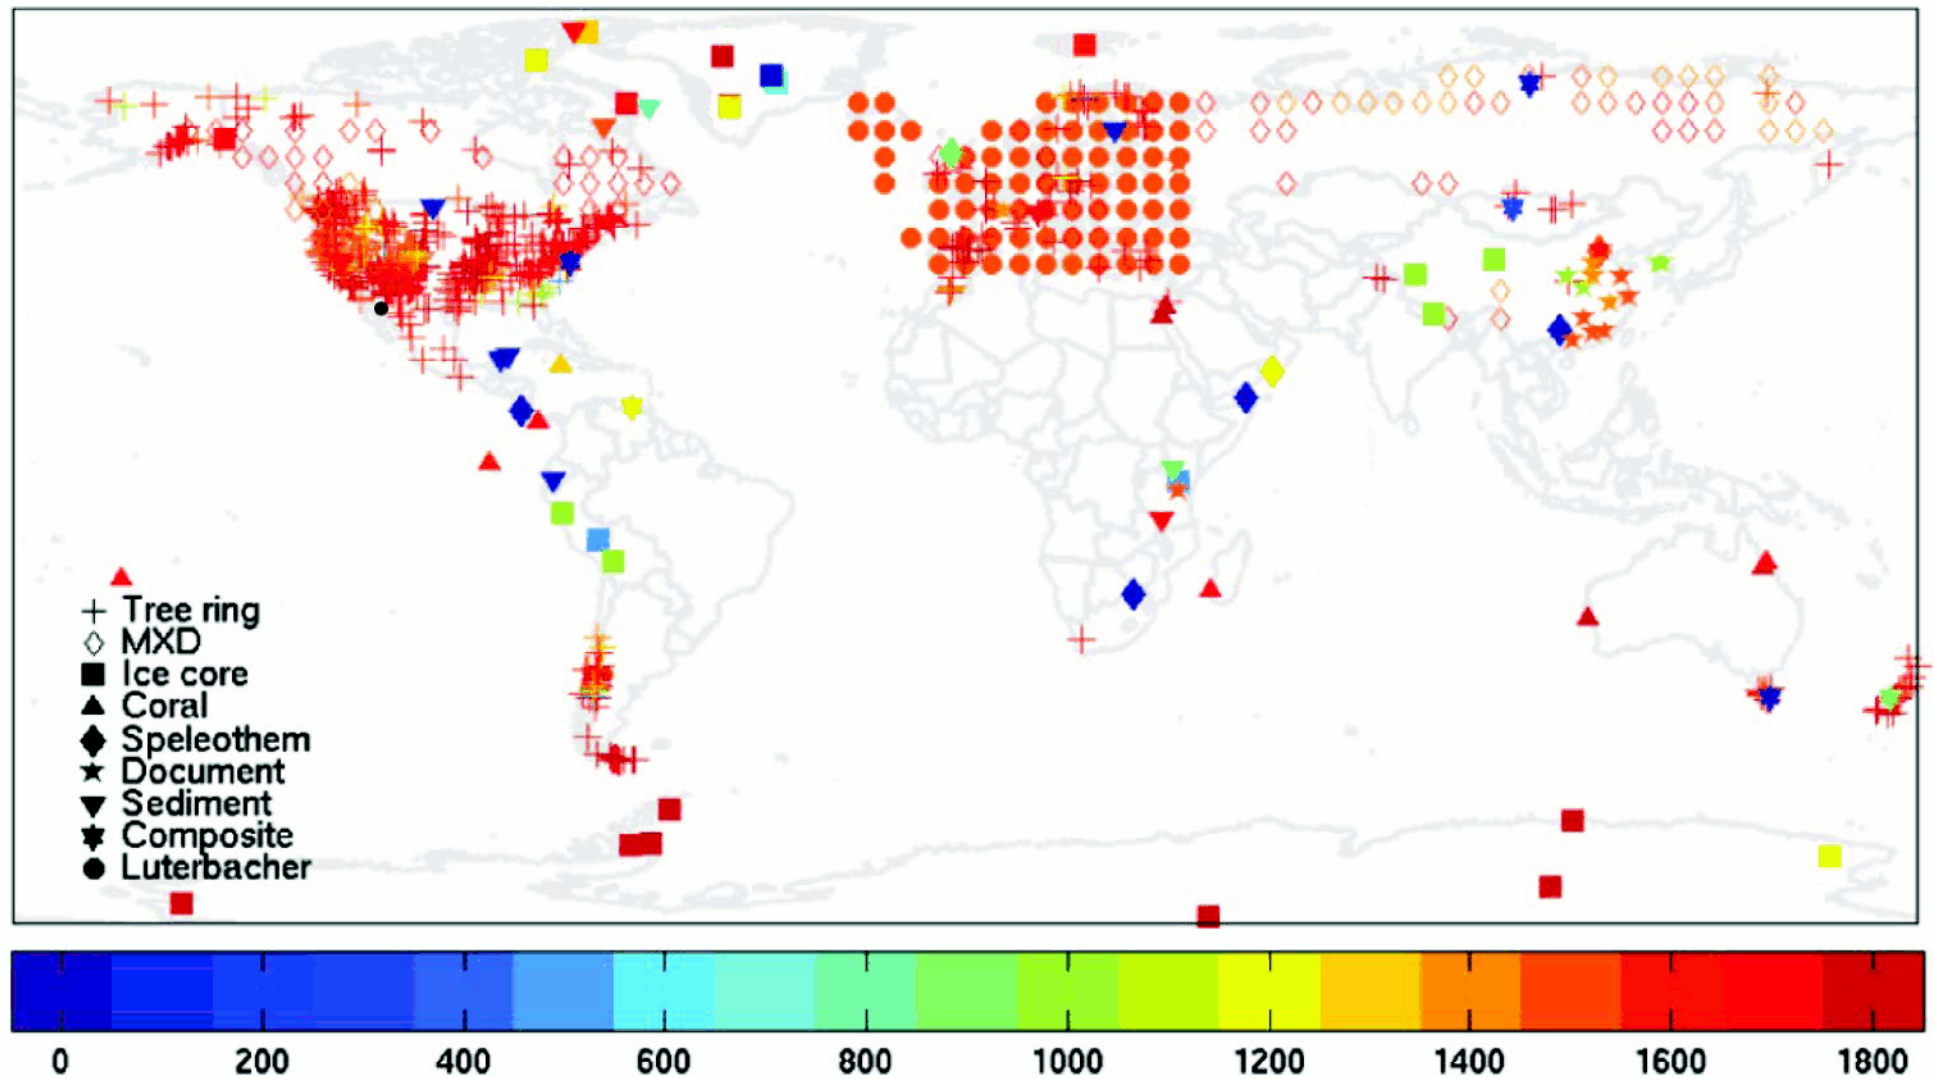 Tree ring
MXD
Ice core
Coral
Speleothem
Document
Sediment
Composite
Luterbacher
0 200 400 600 800 1000 1200 1400 1600 1800